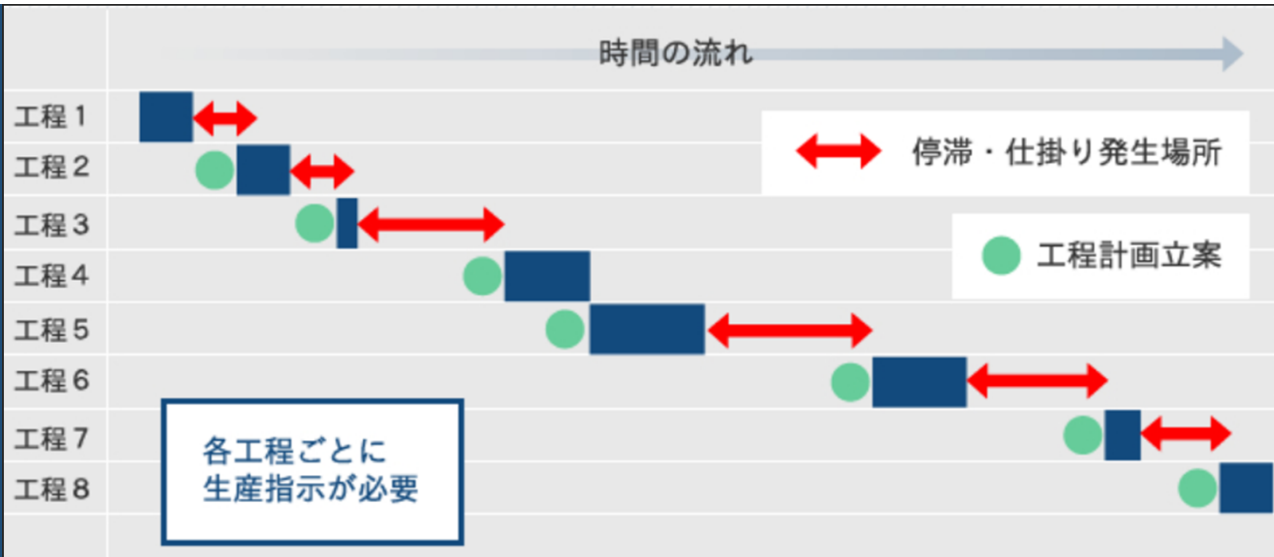 時間の流れ
工程1
工程2
工程3
工程4
工程5
工程6
工程7
工程8
停滞・仕掛り発生場所
工程計画立案
各工程ごとに
生産指示が必要